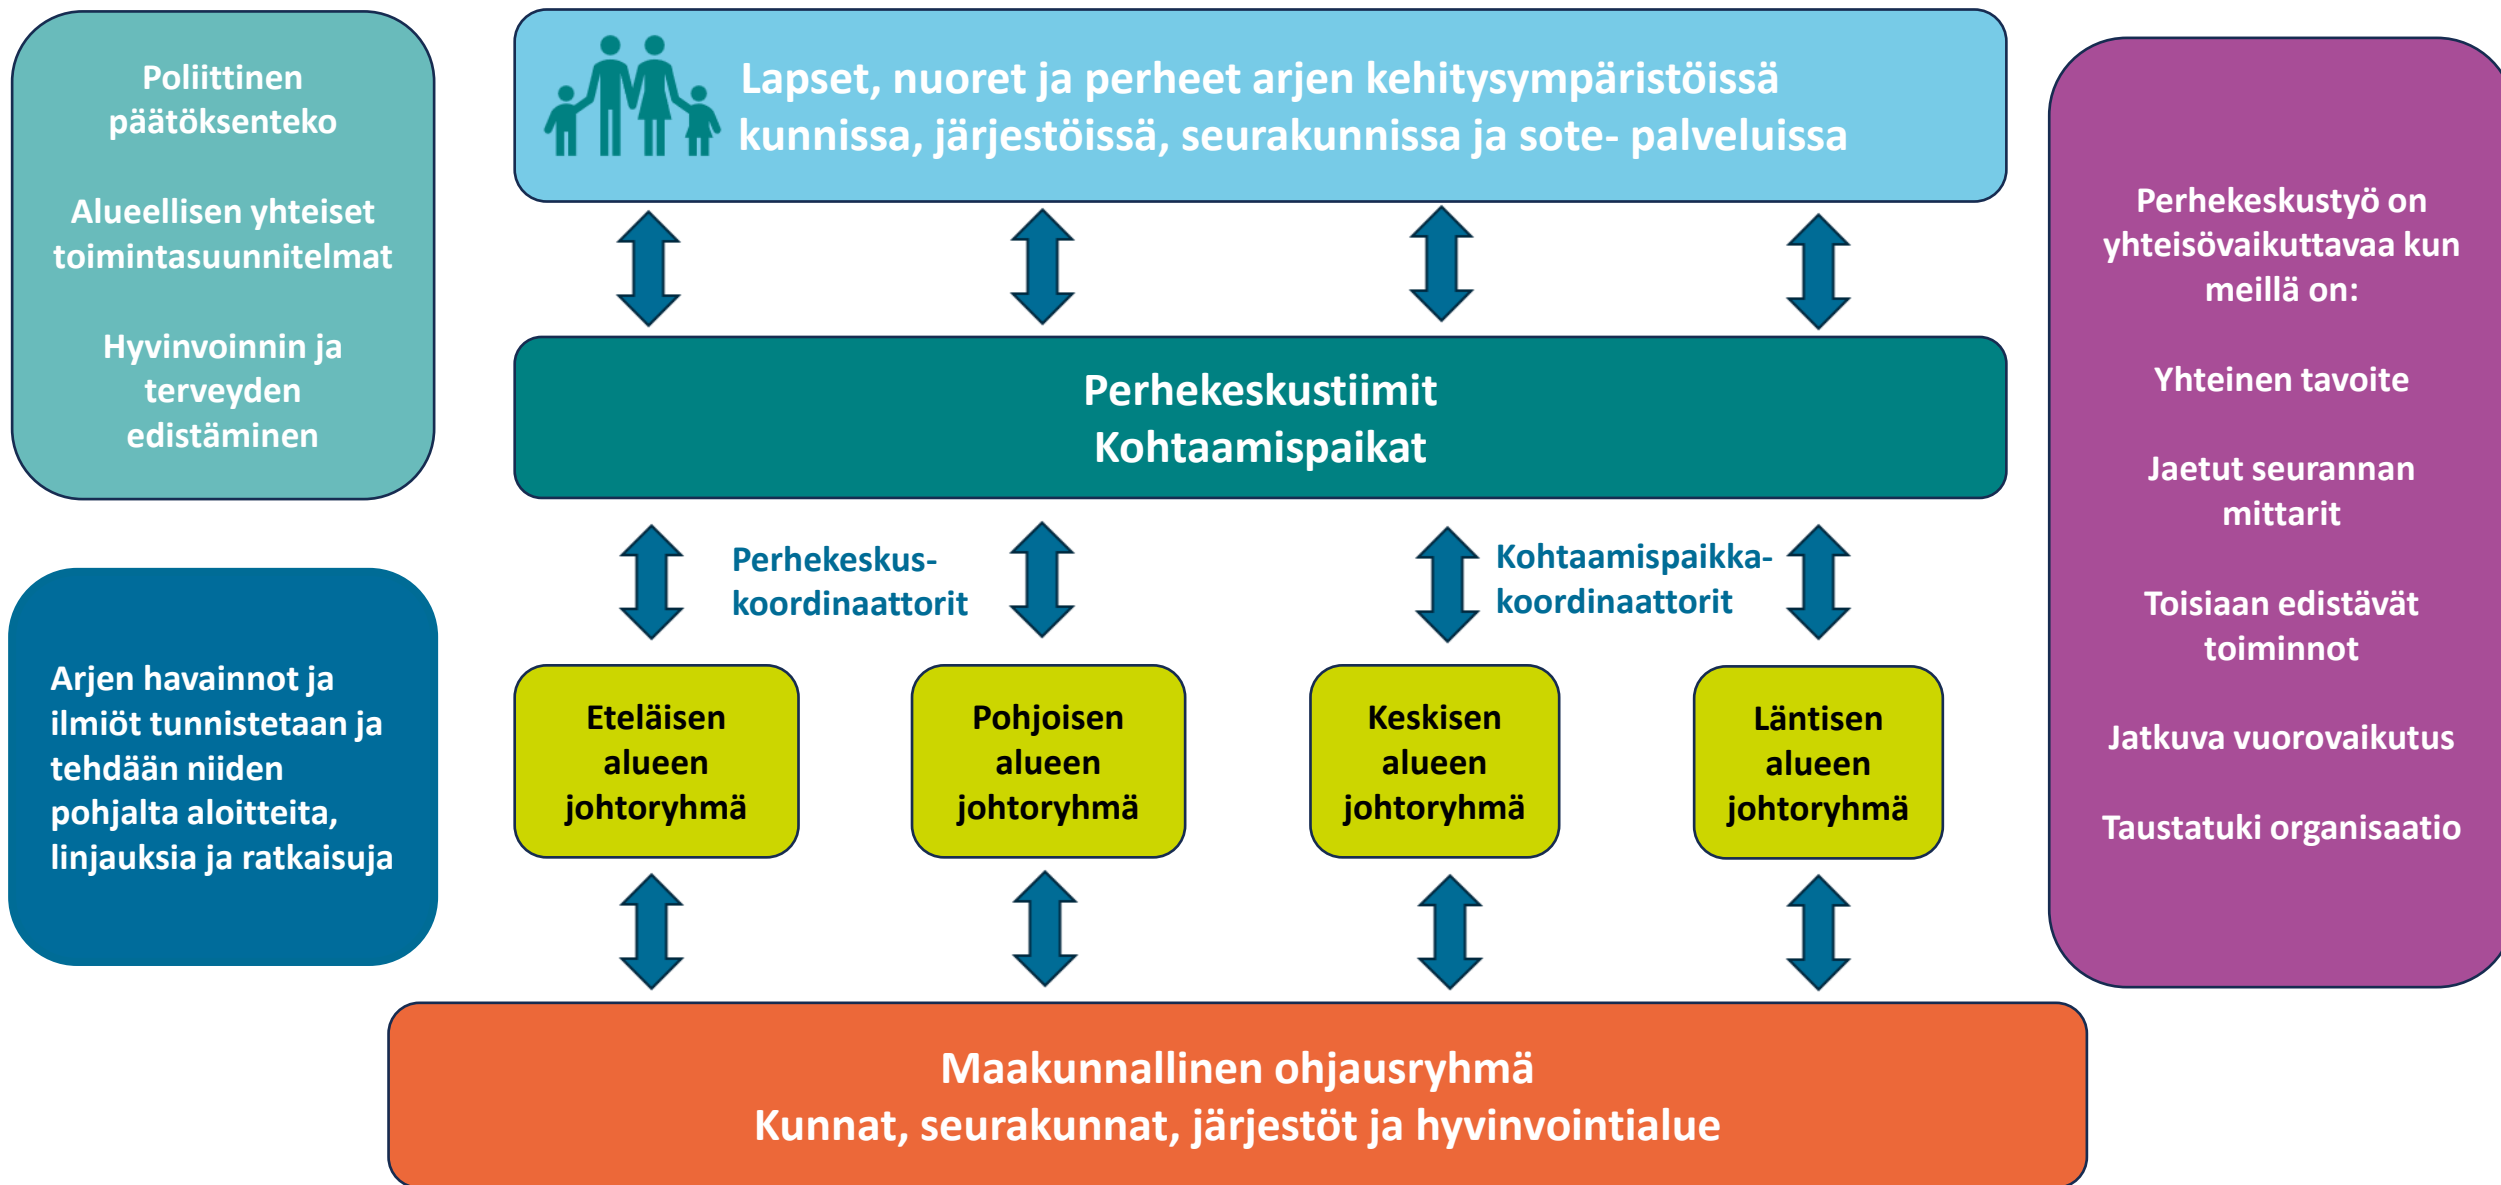 Poliittinen
päätöksenteko
Alueellisen yhteiset
toimintasuunnitelmat
Hyvinvoinnin ja
terveyden
edistäminen
Arjen havainnot ja
ilmiöt tunnistetaan ja
tehdään niiden
pohjalta aloitteita,
linjauksia ja ratkaisuja
Lapset, nuoret ja perheet arjen kehitysympäristöissä
kunnissa, järjestöissä, seurakunnissa ja sote- palveluissa
Perhekeskustiimit
Kohtaamispaikat
Perhekeskus-
koordinaattorit
Kohtaamispaikka-
koordinaattorit
Eteläisen
alueen
johtoryhmä
Pohjoisen
alueen
johtoryhmä
Keskisen
alueen
johtoryhmä
Läntisen
alueen
johtoryhmä
Maakunnallinen ohjausryhmä
Kunnat, seurakunnat, järjestöt ja hyvinvointialue
Perhekeskustyö on
yhteisövaikuttavaa kun
meillä on:
Yhteinen tavoite
Jaetut seurannan
mittarit
Toisiaan edistävät
toiminnot
Jatkuva vuorovaikutus
Taustatuki organisaatio